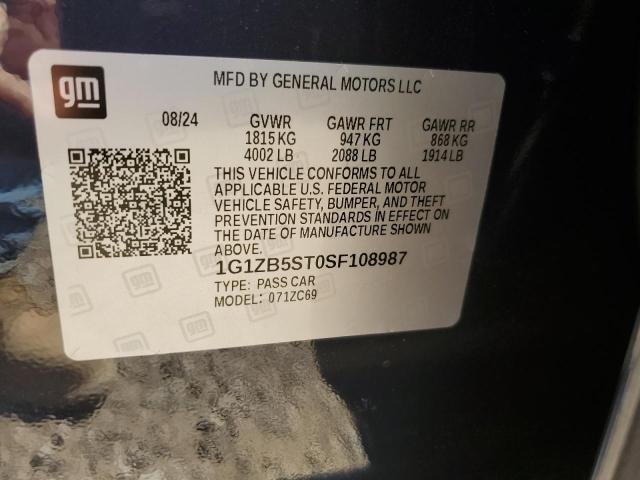 gm
MFD BY GENERAL MOTORS LLC
08/24 GVWR GAWR FRT GAWR RR
1815 KG 947 KG 868 KG
4002 LB 2088 LB 1914 LB
THIS VEHICLE CONFORMS TO ALL
APPLICABLE U.S. FEDERAL MOTOR
VEHICLE SAFETY, BUMPER, AND THEFT
PREVENTION STANDARDS IN EFFECT ON
THE DATE OF MANUFACTURE SHOWN
ABOVE.
1G1ZB5ST0SF108987
TYPE: PASS CAR
MODEL: 071ZC69